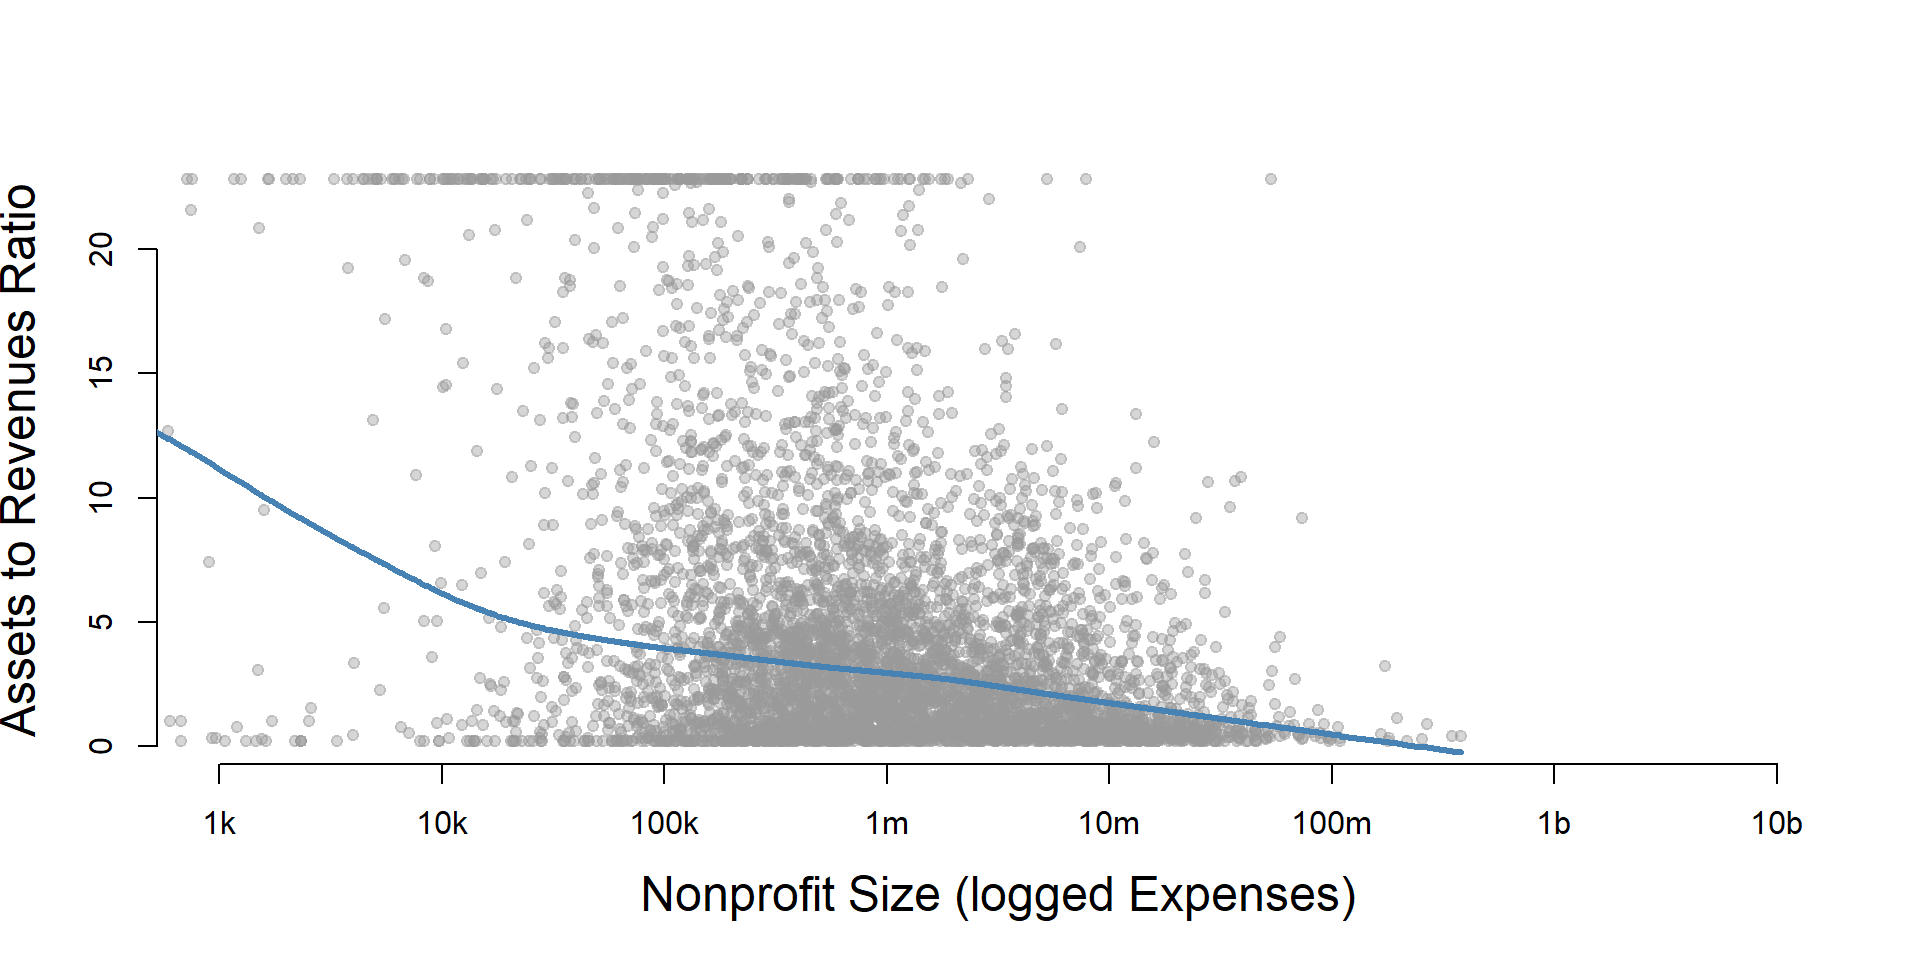 Assets to Revenues Ratio
20
15
10
5
0
1k 10k 100k 1m 10m 100m 1b 10b
Nonprofit Size (logged Expenses)